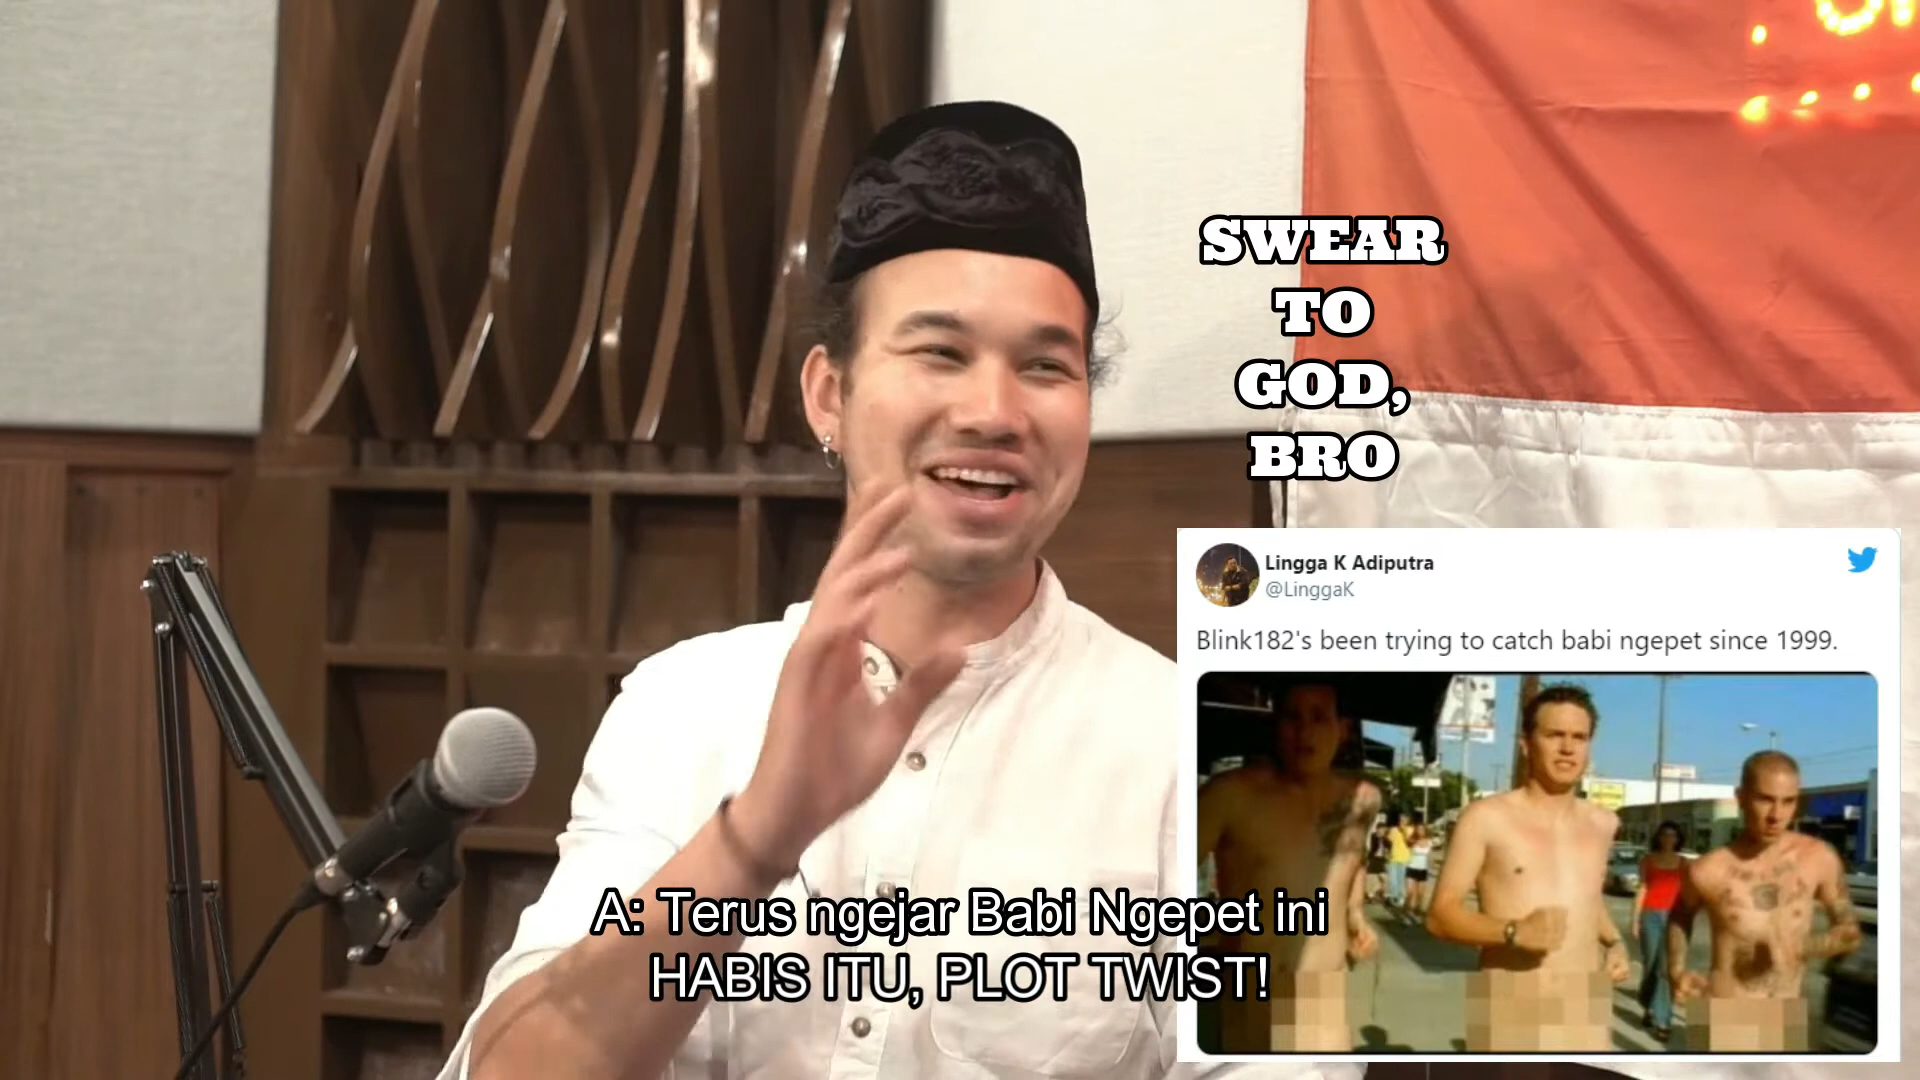 SWEAR
TO
GOD,
BRO
Lingga K Adiputra
@LinggaK
Blink182's been trying to catch babi ngepet since 1999.
A: Terus ngejar Babi Ngepet ini
HABIS ITU, PLOT TWIST!